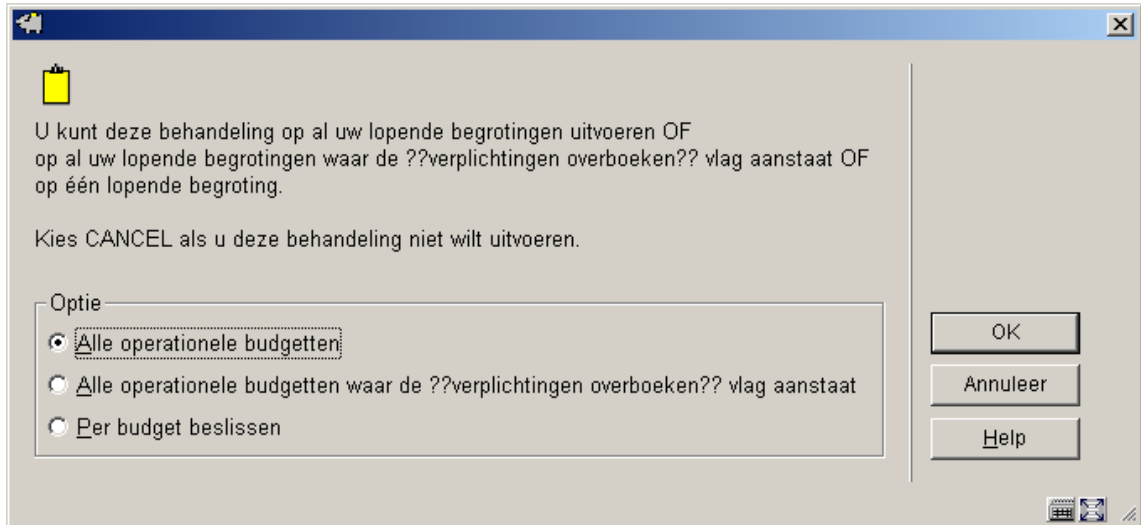 U kunt deze behandeling op al uw lopende begrotingen uitvoeren OF
op al uw lopende begrotingen waar de ??verplichtingen overboeken?? vlag aanstaat OF
op één lopende begroting.
Kies CANCEL als u deze behandeling niet wilt uitvoeren.
Optie
Alle operationele budgetten
Alle operationele budgetten waar de ??verplichtingen overboeken?? vlag aanstaat
Per budget beslissen
OK
Annuleer
Help